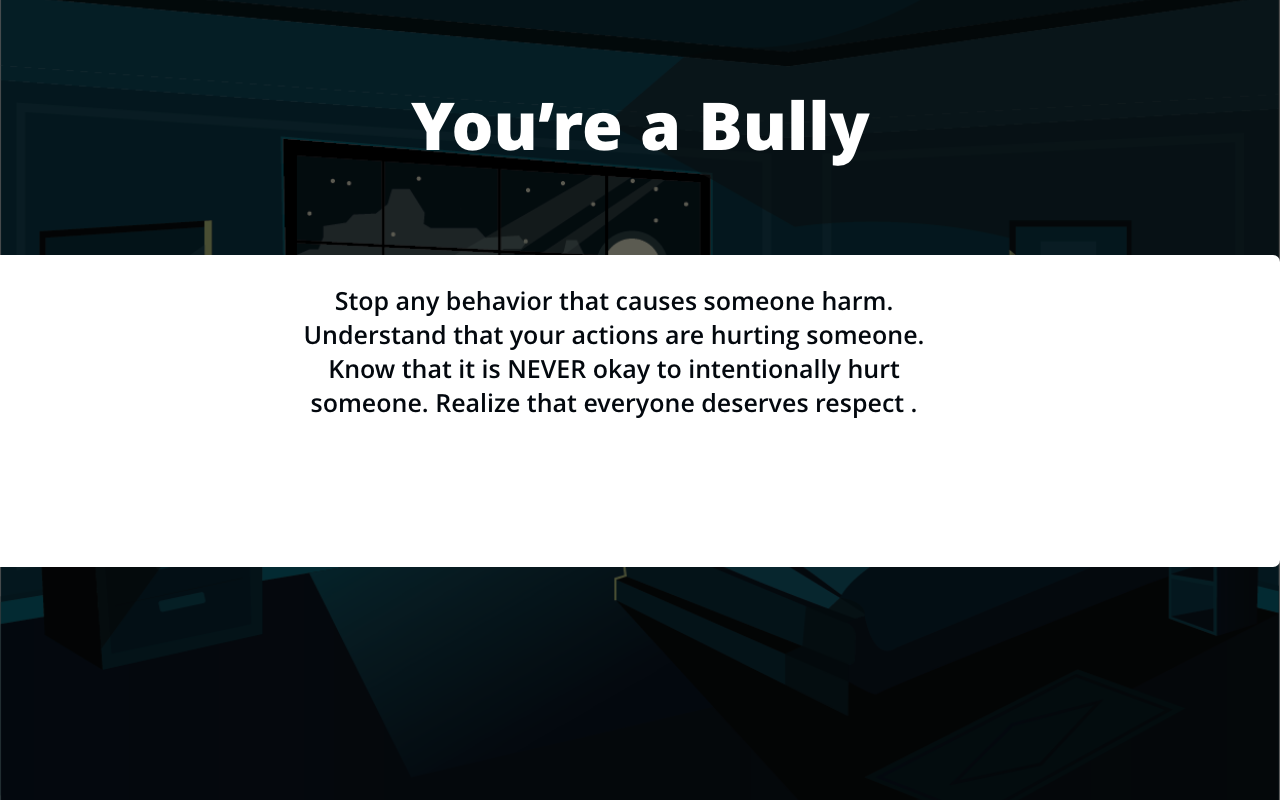 You’re a Bully
Stop any behavior that causes someone harm.
Understand that your actions are hurting someone.
Know that it is NEVER okay to intentionally hurt
someone. Realize that everyone deserves respect .